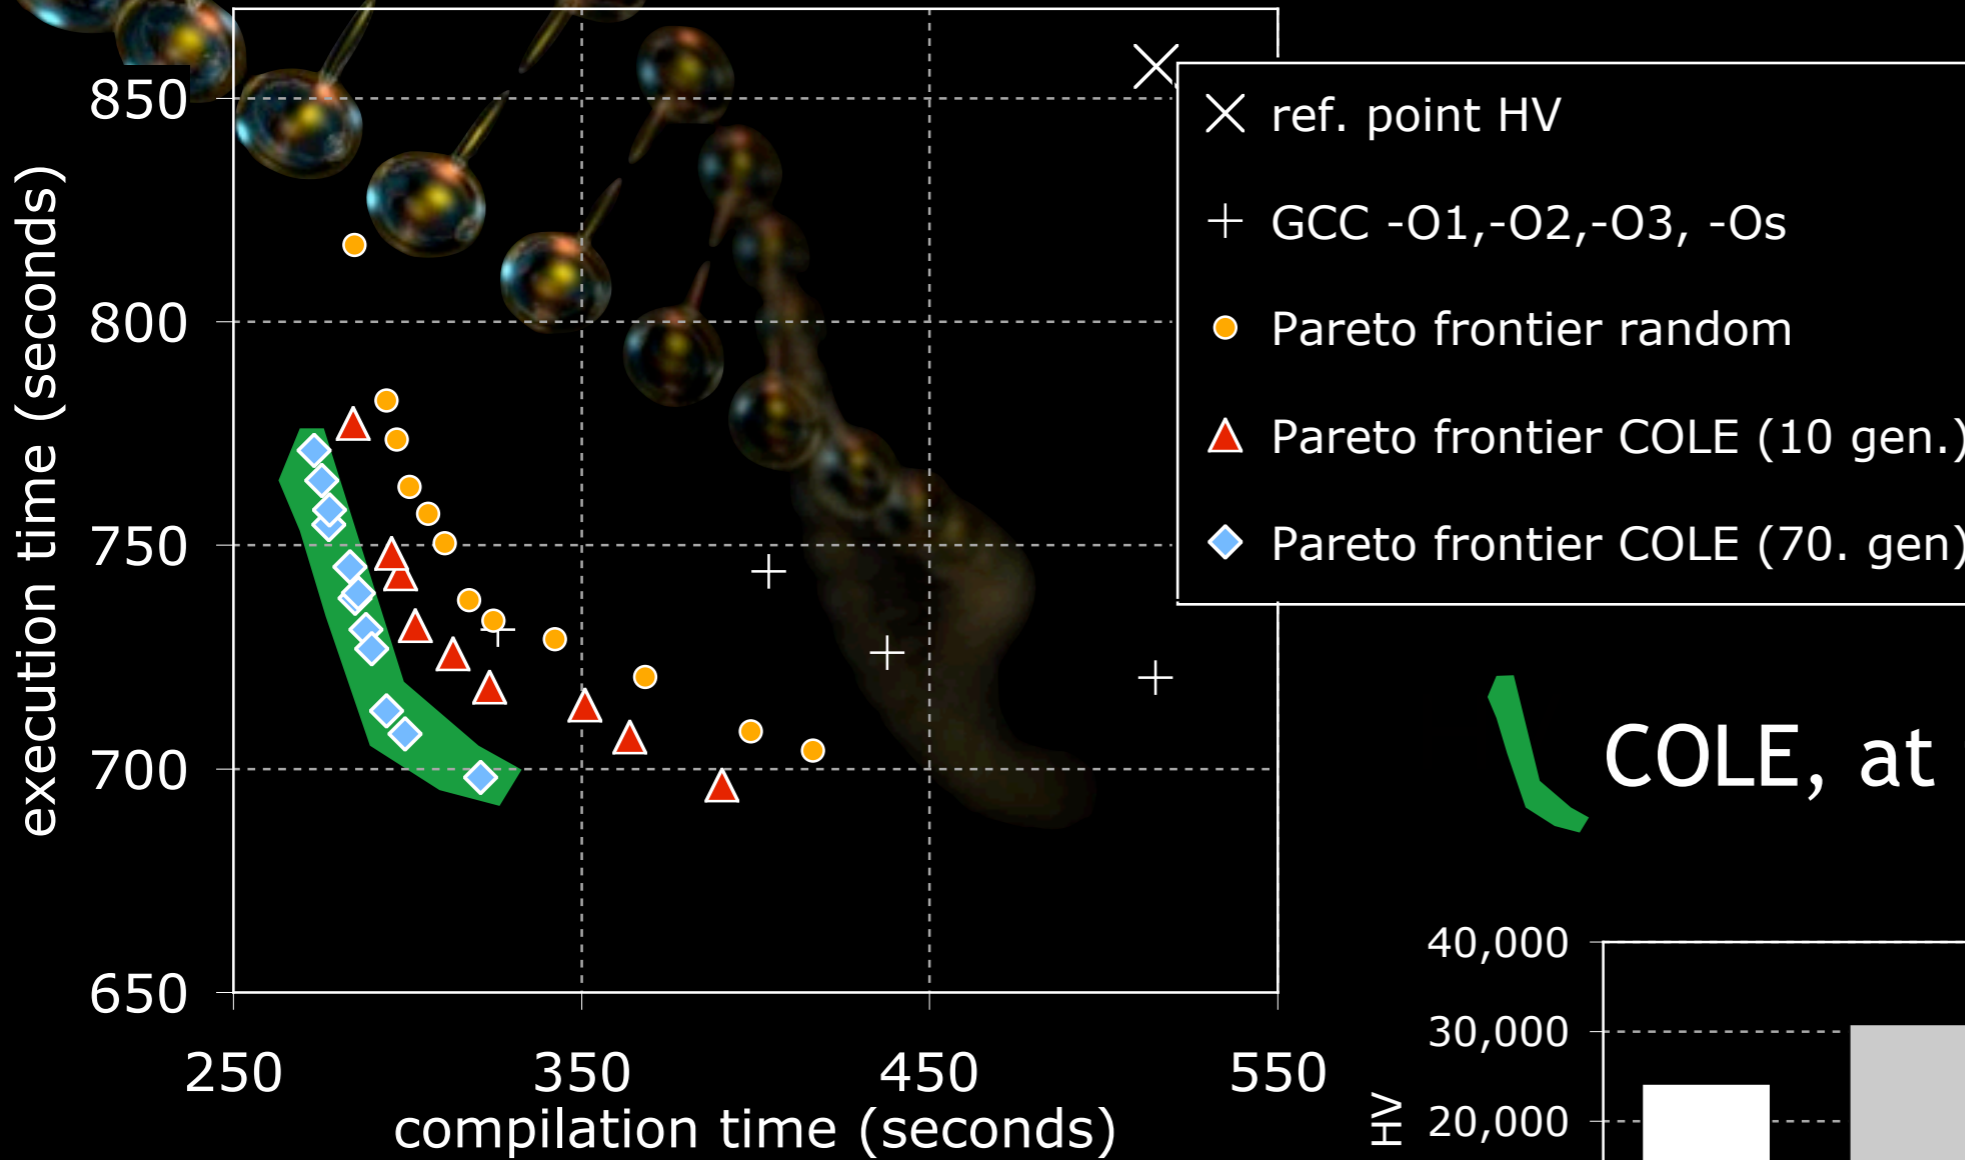 execution time (seconds)
850
800
750
700
650
250
350
450
550
compilation time (seconds)
ref. point HV
GCC -O1,-O2,-O3, -Os
Pareto frontier random
Pareto frontier COLE (10 gen.)
Pareto frontier COLE (70. gen)
COLE, at
40,000
30,000
20,000
HV